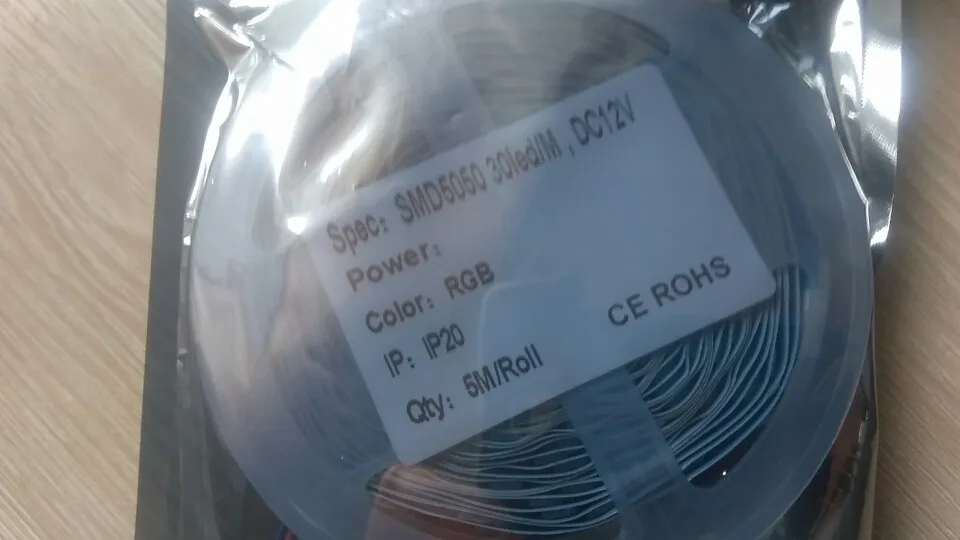 Spec: SMD5050 30led/M , DC12V
Power:
Color: RGB
IP: IP20
CE ROHS
Qty: 5M/Roll